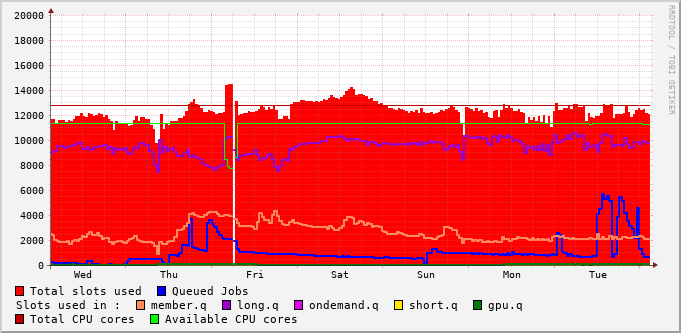 20000
18000
16000
14000
12000
10000
8000
6000
4000
2000
0
Wed Thu Fri Sat Sun Mon Tue
RRDTOOL / TOBI OETIKER
Total slots used Queued Jobs
Slots used in : member.q long.q ondemand.q short.q gpu.q
Total CPU cores Available CPU cores